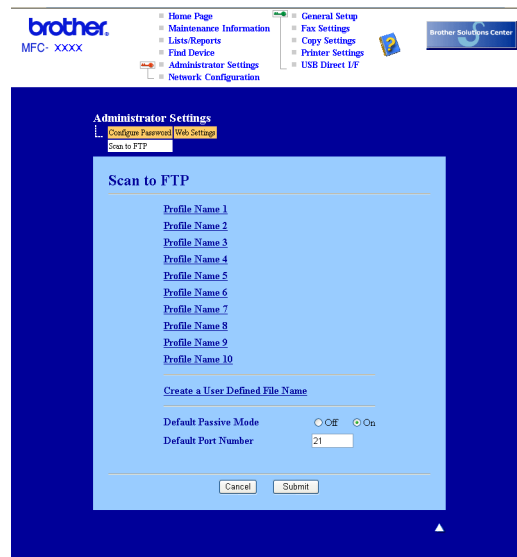 brother®
MFC- XXXX
Home Page
Maintenance Information
Lists/Reports
Find Device
Administrator Settings
Network Configuration
General Setup
Fax Settings
Copy Settings
Printer Settings
USB Direct I/F
Brother Solutions Center
Administrator Settings
Configure Password Web Settings
Scan to FTP
Scan to FTP
Profile Name 1
Profile Name 2
Profile Name 3
Profile Name 4
Profile Name 5
Profile Name 6
Profile Name 7
Profile Name 8
Profile Name 9
Profile Name 10
Create a User Defined File Name
Default Passive Mode Off On
Default Port Number 21
Cancel Submit